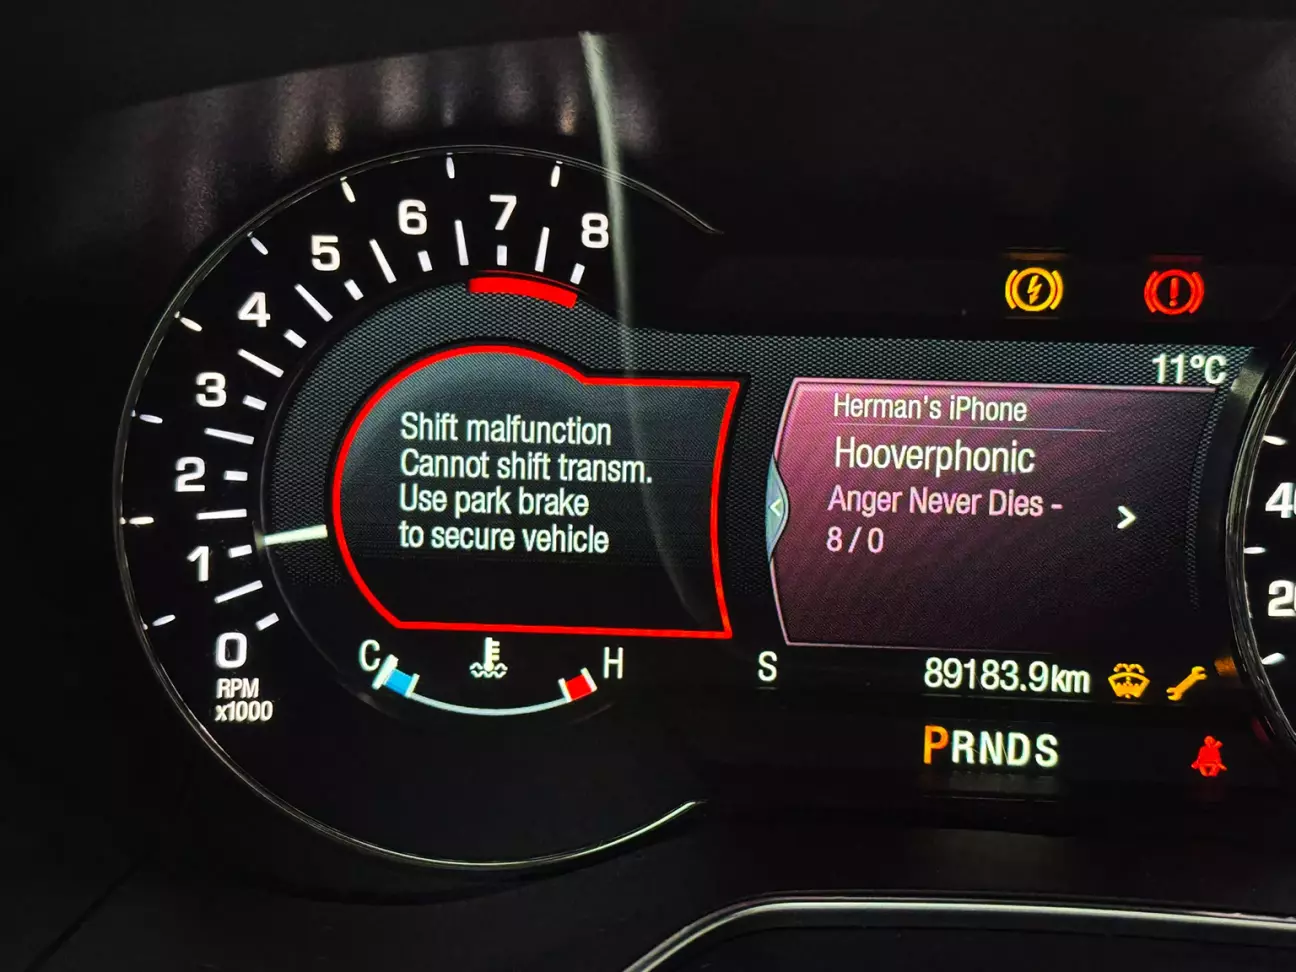 8
7
6
5
4
3
2
1
0
RPM
x1000
Shift malfunction
Cannot shift transm.
Use park brake
to secure vehicle
C
H
11°C
Herman's iPhone
Hooverphonic
Anger Never Dies -
8 / 0
S
89183.9km
PRNDS